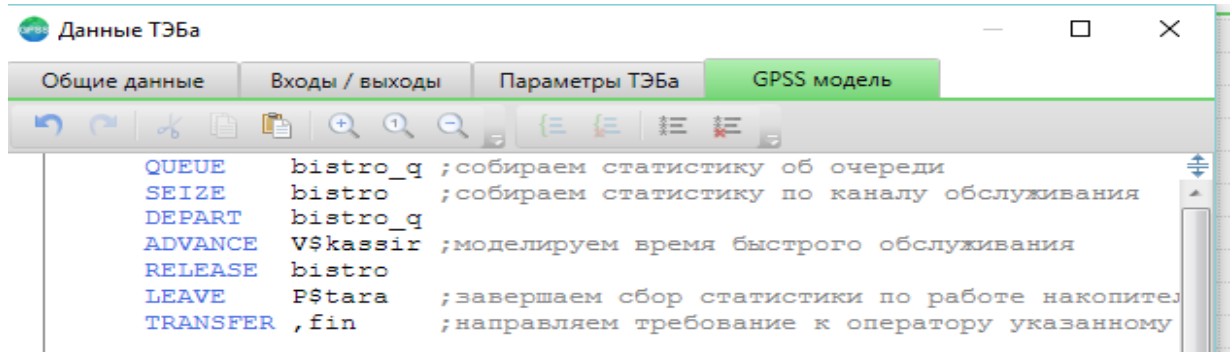 Данные ТЭБа
Общие данные Входы / выходы Параметры ТЭБа GPSS модель
QUEUE bistro_q ;собираем статистику об очереди
SEIZE bistro ;собираем статистику по каналу обслуживания
DEPART bistro_q
ADVANCE V$kassir ;моделируем время быстрого обслуживания
RELEASE bistro
LEAVE P$tara ;завершаем сбор статистики по работе накопител
TRANSFER ,fin ;направляем требование к оператору указанному